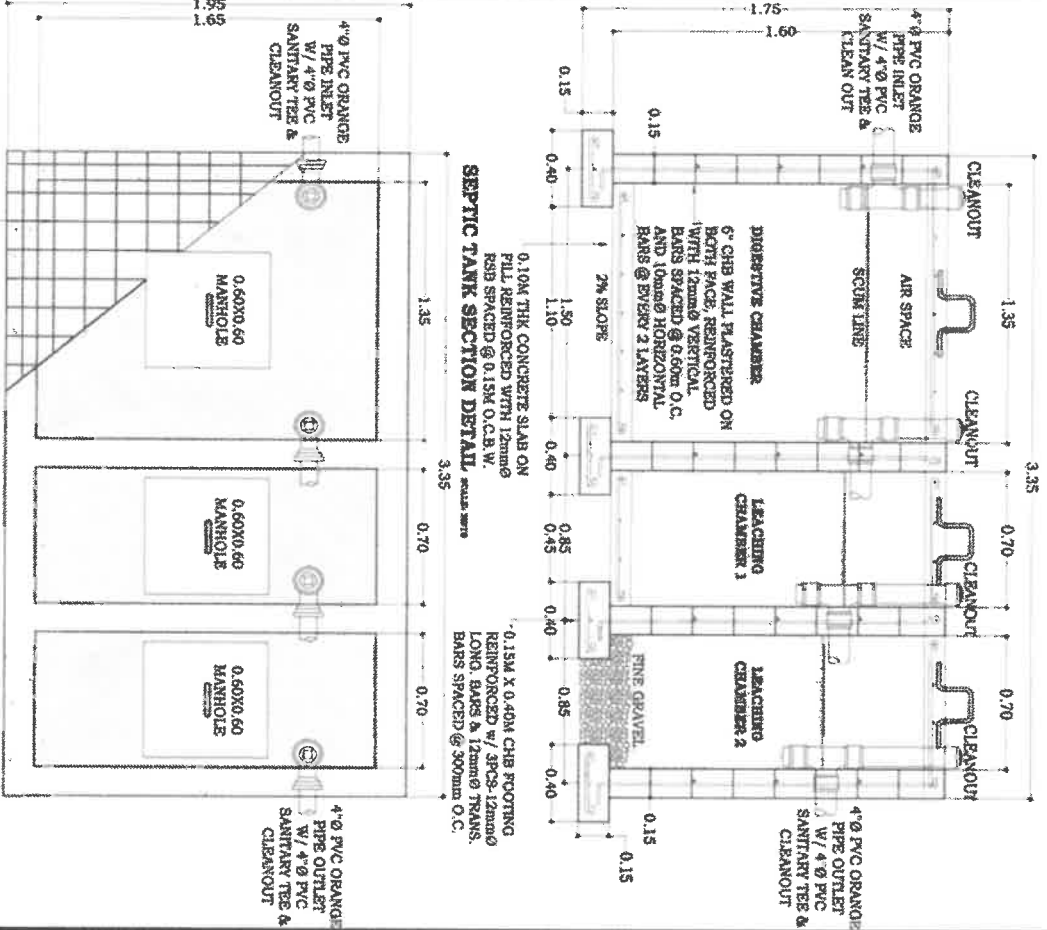 1.75
1.60
4"Ø PVC ORANGE
PIPE INLET
W/ 4"Ø PVC
SANITARY TEE &
CLEAN OUT
CLEANOUT
CLEANOUT
CLEANOUT
CLEANOUT
3.35
1.35
0.70
0.70
AIR SPACE
SCUM LINE
DIGESTIVE CHAMBER
6" CHB WALL PLASTERED ON
BOTH FACE, REINFORCED
WITH 12mmØ VERTICAL
BARS SPACED @ 0.60m O.C.
AND 10mmØ HORIZONTAL
BARS @ EVERY 2 LAYERS
LEACHING
CHAMBER 1
LEACHING
CHAMBER 2
FINE GRAVEL
2% SLOPE
0.15
0.15
0.15
0.15
4"Ø PVC ORANGE
PIPE OUTLET
W/ 4"Ø PVC
SANITARY TEE &
CLEANOUT
0.40
1.50
1.10
0.40
0.85
0.45
0.40
0.85
0.40
0.10M THK CONCRETE SLAB ON
FILL REINFORCED WITH 12mmØ
RSB SPACED @ 0.15M O.C.B.W.
0.15M X 0.40M CHB FOOTING
REINFORCED W/ 3PCS-12mmØ
LONG. BARS & 12mmØ TRANS.
BARS SPACED @ 300mm O.C.
SEPTIC TANK SECTION DETAIL
3.35
1.35
0.70
0.70
1.95
1.65
4"Ø PVC ORANGE
PIPE INLET
W/ 4"Ø PVC
SANITARY TEE &
CLEANOUT
0.60X0.60
MANHOLE
0.60X0.60
MANHOLE
0.60X0.60
MANHOLE
4"Ø PVC ORANGE
PIPE OUTLET
W/ 4"Ø PVC
SANITARY TEE &
CLEANOUT